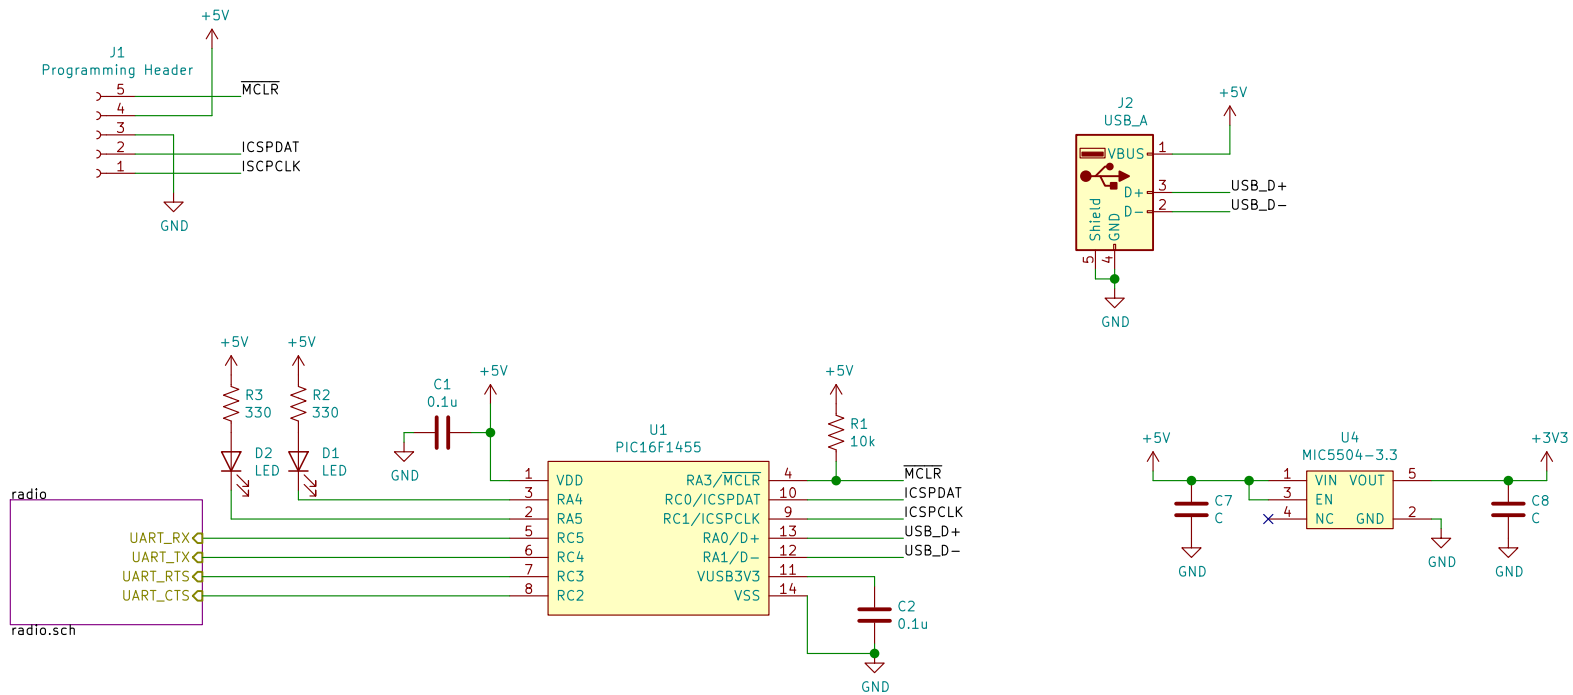 +5V
J1
Programming Header
5 MCLR
4
3
2 ICSPDAT
1 ISCPCLK
GND
+5V
J2
USB_A
VBUS 1
D+ 3 USB_D+
D- 2 USB_D-
Shield
GND
5
4
GND
+5V
R3
330
D2
LED
+5V
R2
330
D1
LED
C1
0.1u
GND
+5V
U1
PIC16F1455
1 VDD
3 RA4
2 RA5
5 RC5
6 RC4
7 RC3
8 RC2
RA3/MCLR 4 MCLR
RC0/ICSPDAT 10 ICSPDAT
RC1/ICSPCLK 9 ICSPCLK
RA0/D+ 13 USB_D+
RA1/D- 12 USB_D-
VUSB3V3 11
VSS 14
+5V
R1
10k
C2
0.1u
GND
radio
UART_RX
UART_TX
UART_RTS
UART_CTS
radio.sch
+5V
C7
C
GND
U4
MIC5504-3.3
1 VIN
3 EN
4 NC
VOUT 5
GND 2
GND
+3V3
C8
C
GND